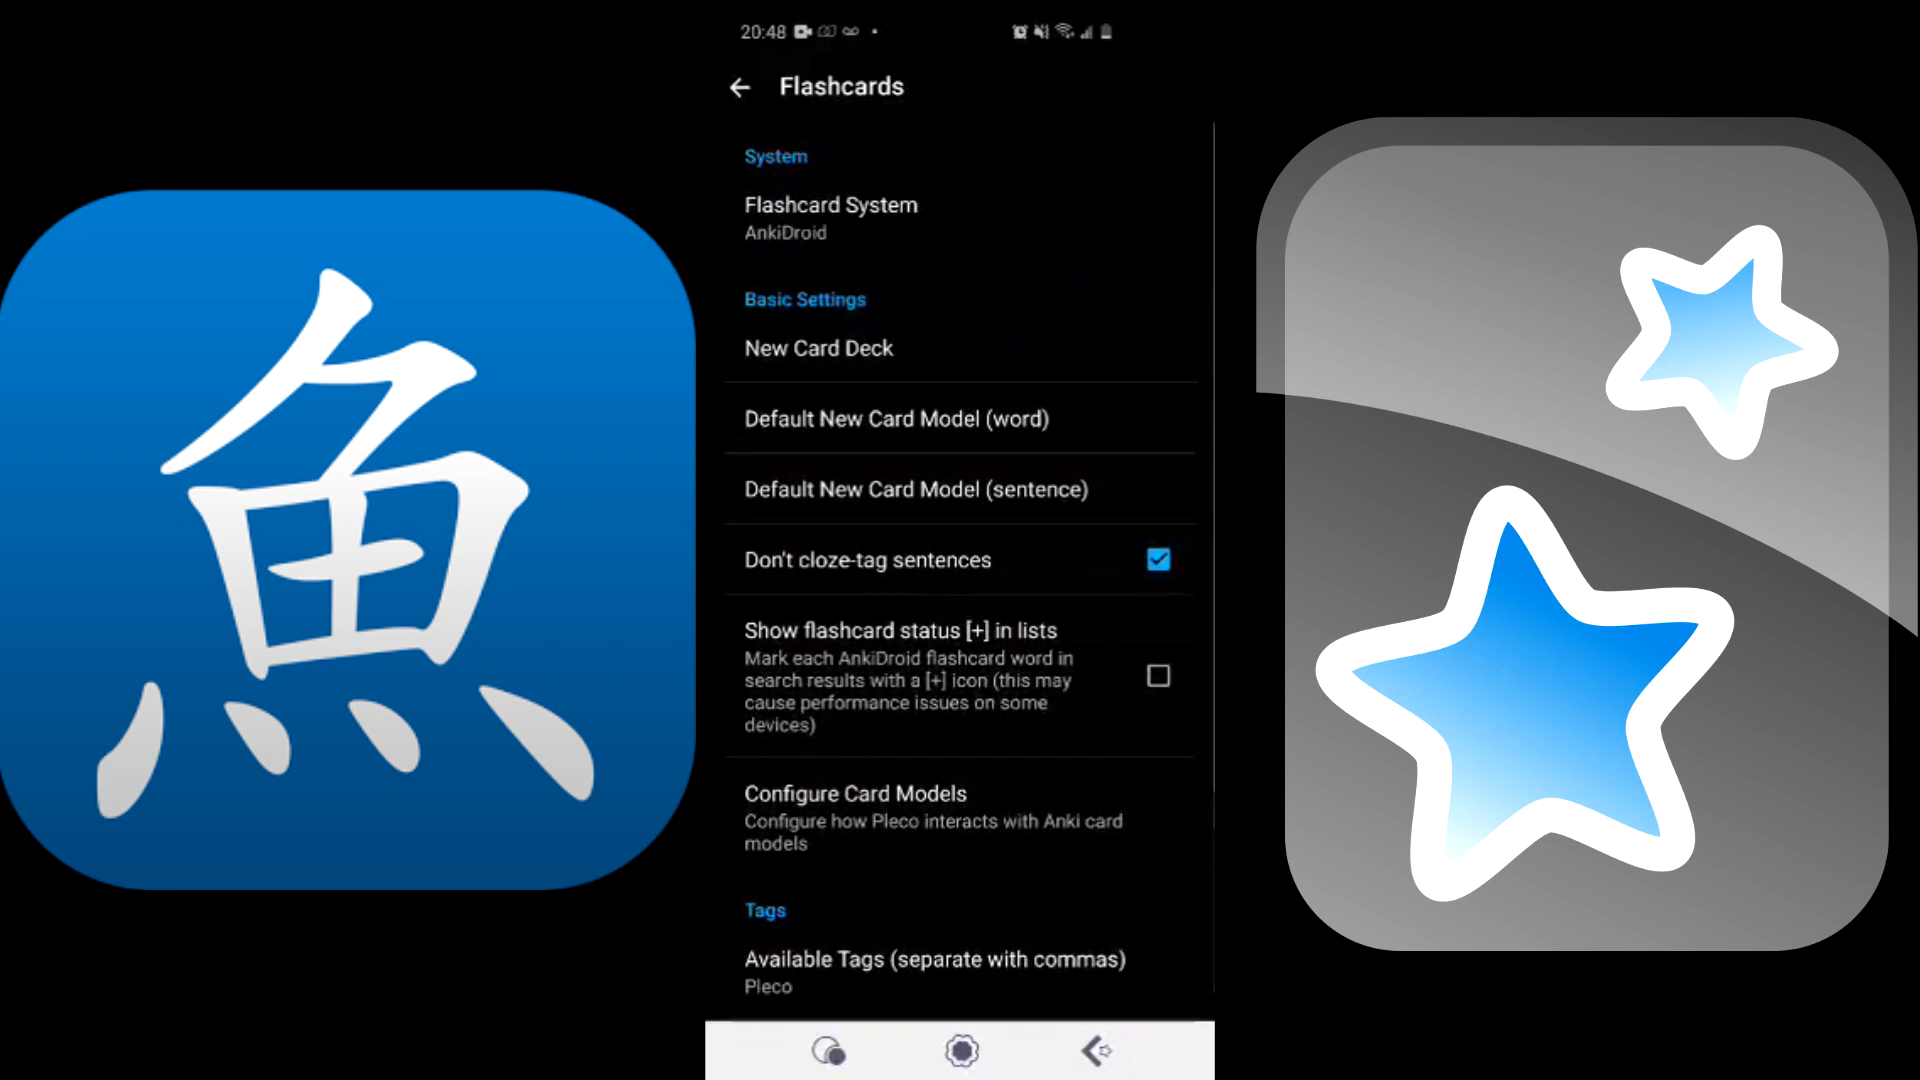 魚
20:48
Flashcards
System
Flashcard System
AnkiDroid
Basic Settings
New Card Deck
Default New Card Model (word)
Default New Card Model (sentence)
Don't cloze-tag sentences
Show flashcard status [+] in lists
Mark each AnkiDroid flashcard word in
search results with a [+] icon (this may
cause performance issues on some
devices)
Configure Card Models
Configure how Pleco interacts with Anki card
models
Tags
Available Tags (separate with commas)
Pleco